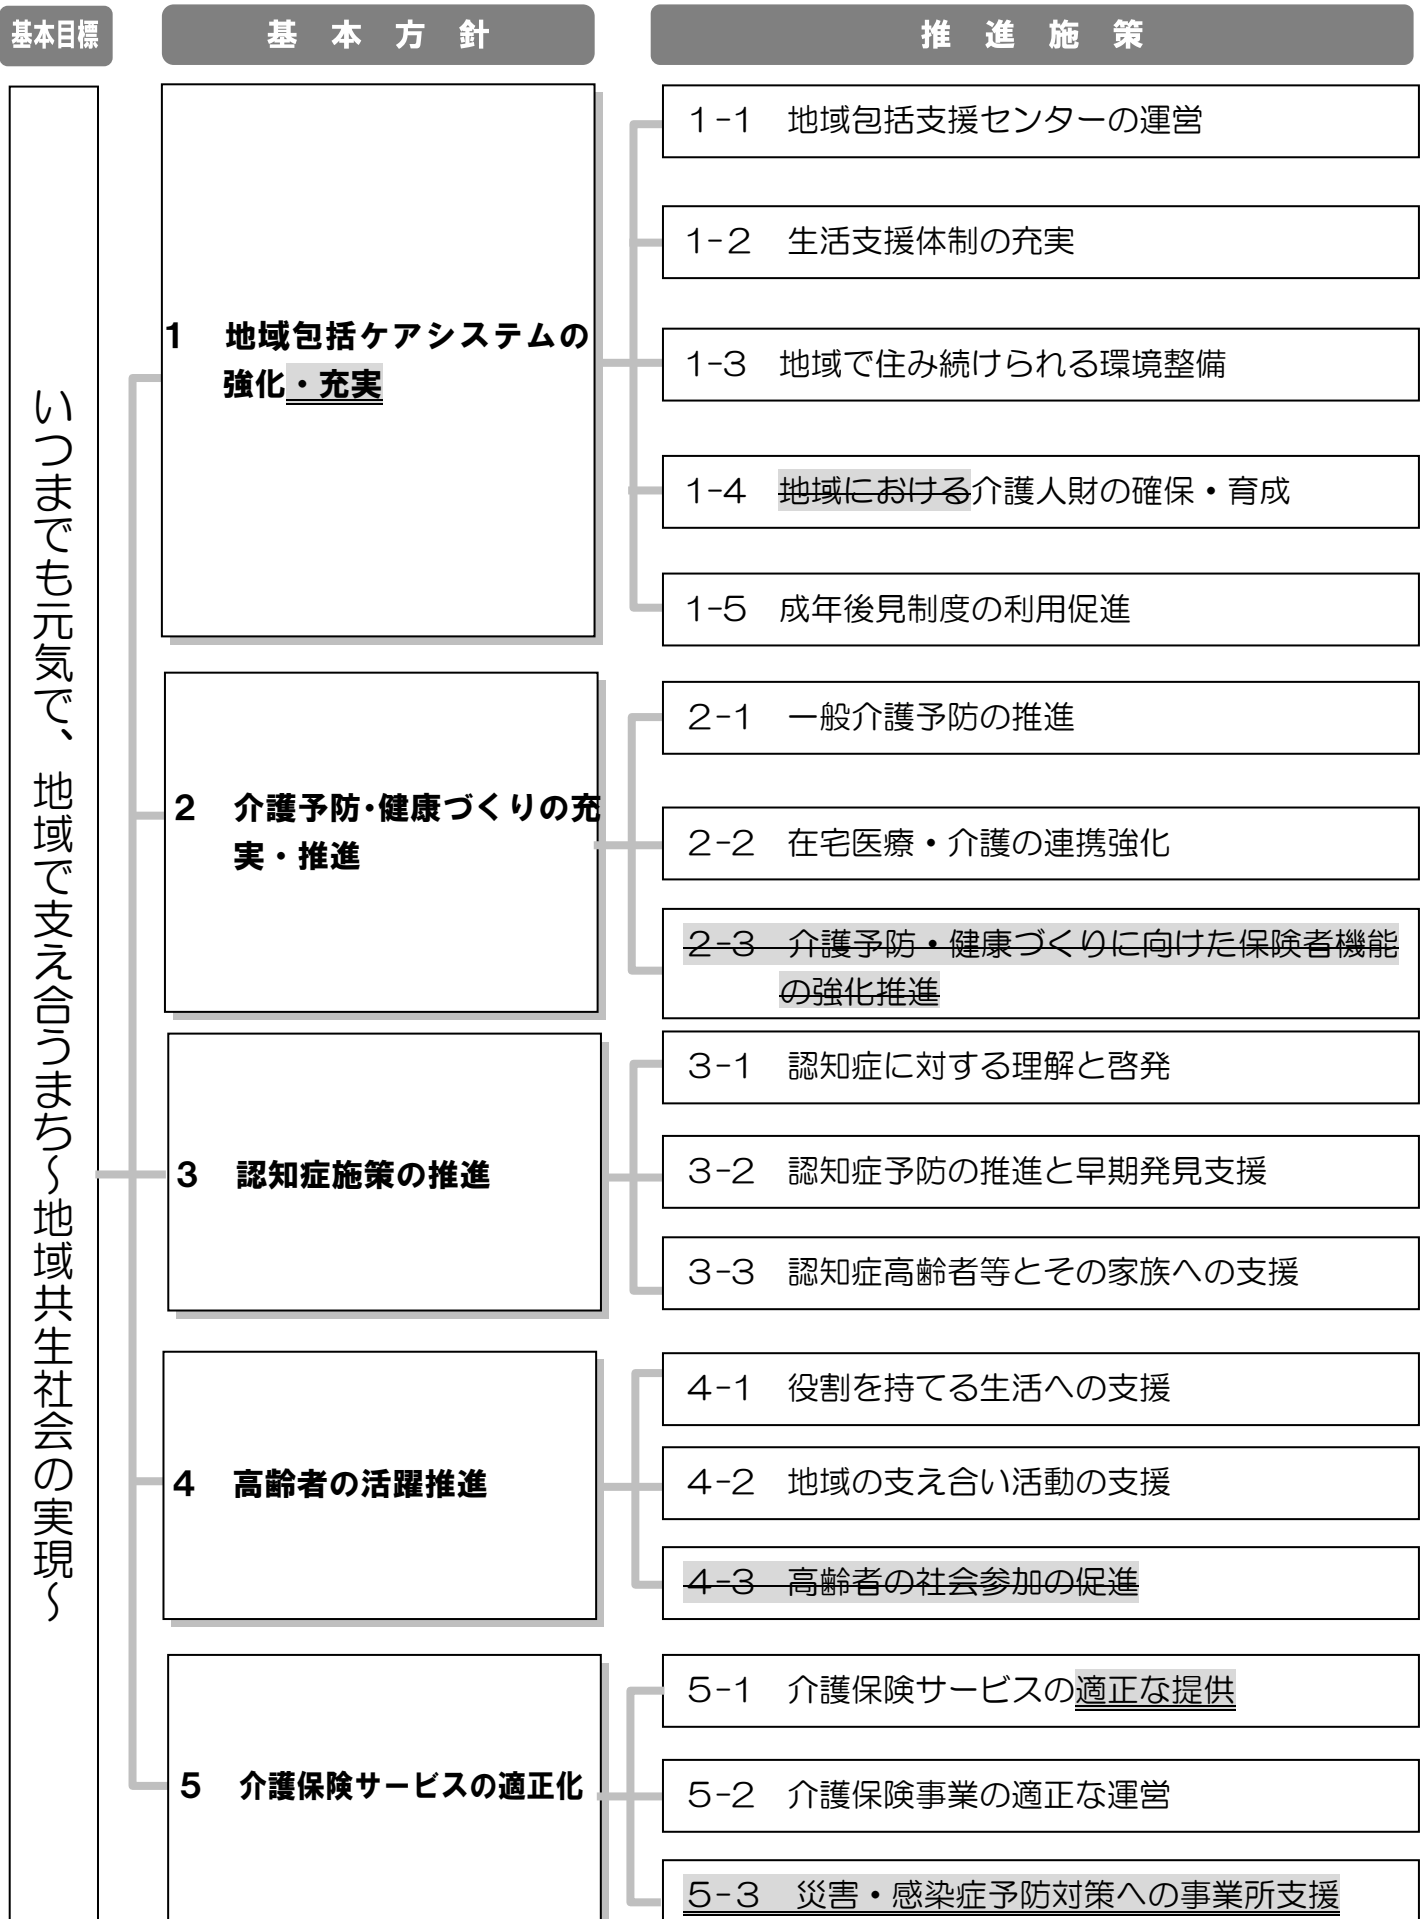 基本目標
基 本 方 針
推 進 施 策
いつまでも元気で、地域で支え合うまち～地域共生社会の実現～
1 地域包括ケアシステムの
強化・充実
1-1 地域包括支援センターの運営
1-2 生活支援体制の充実
1-3 地域で住み続けられる環境整備
1-4 地域における介護人財の確保・育成
1-5 成年後見制度の利用促進
2 介護予防・健康づくりの充
実・推進
2-1 一般介護予防の推進
2-2 在宅医療・介護の連携強化
2-3 介護予防・健康づくりに向けた保険者機能
の強化推進
3 認知症施策の推進
3-1 認知症に対する理解と啓発
3-2 認知症予防の推進と早期発見支援
3-3 認知症高齢者等とその家族への支援
4 高齢者の活躍推進
4-1 役割を持てる生活への支援
4-2 地域の支え合い活動の支援
4-3 高齢者の社会参加の促進
5 介護保険サービスの適正化
5-1 介護保険サービスの適正な提供
5-2 介護保険事業の適正な運営
5-3 災害・感染症予防対策への事業所支援